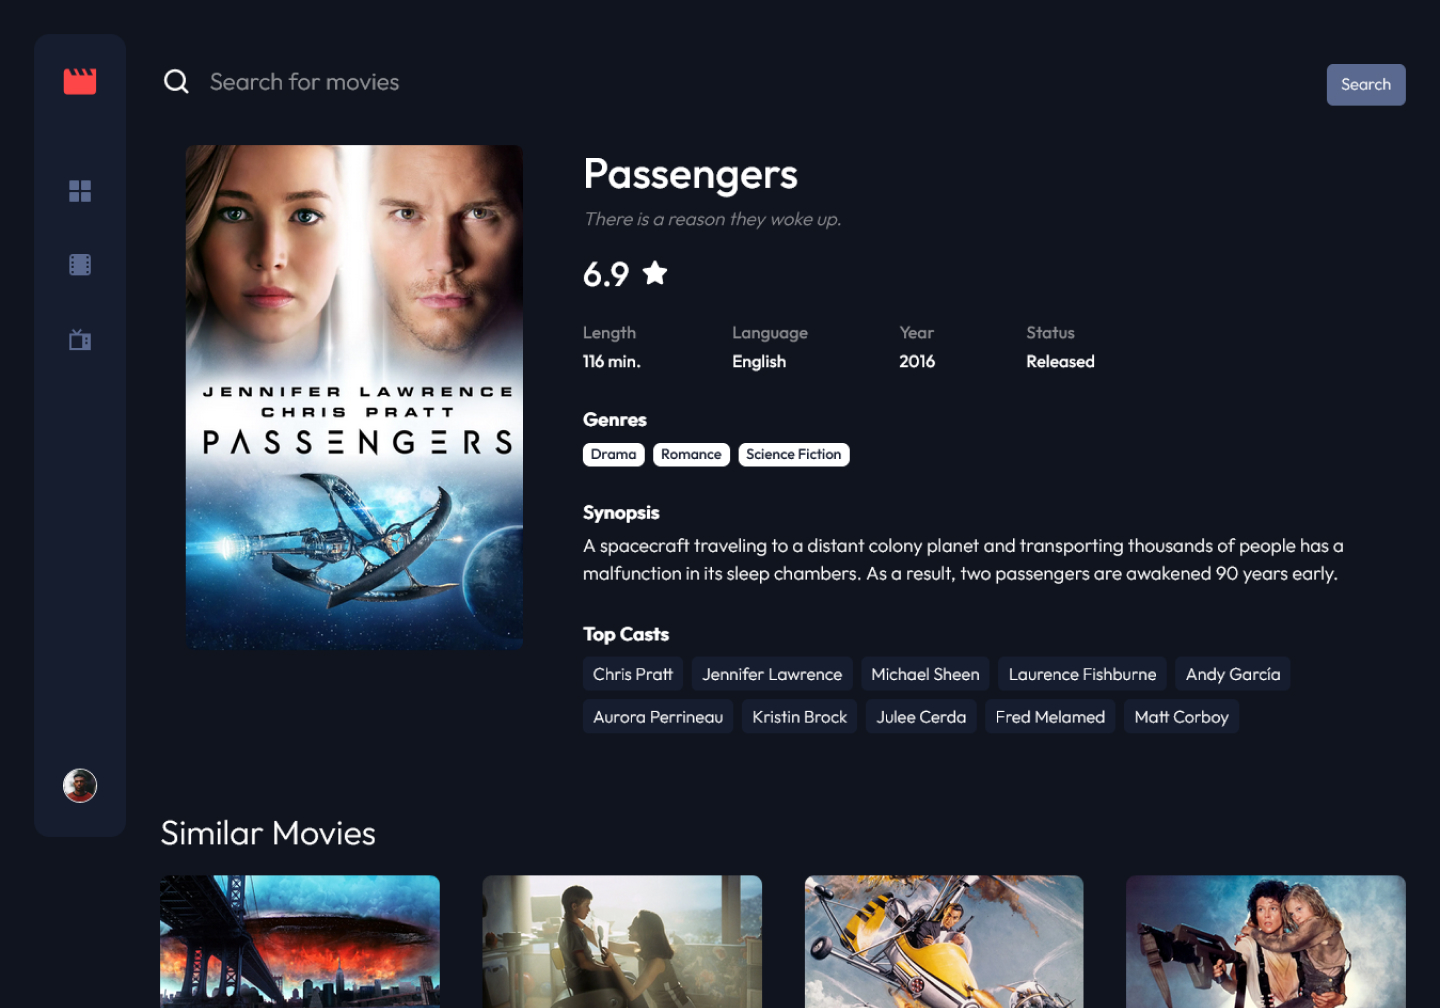 Search for movies
Search
Passengers
There is a reason they woke up.
6.9
Length Language Year Status
116 min. English 2016 Released
Genres
Drama Romance Science Fiction
Synopsis
A spacecraft traveling to a distant colony planet and transporting thousands of people has a
malfunction in its sleep chambers. As a result, two passengers are awakened 90 years early.
Top Casts
Chris Pratt Jennifer Lawrence Michael Sheen Laurence Fishburne Andy García
Aurora Perrineau Kristin Brock Julee Cerda Fred Melamed Matt Corboy
JENNIFER LAWRENCE
CHRIS PRATT
PASSENGERS
Similar Movies